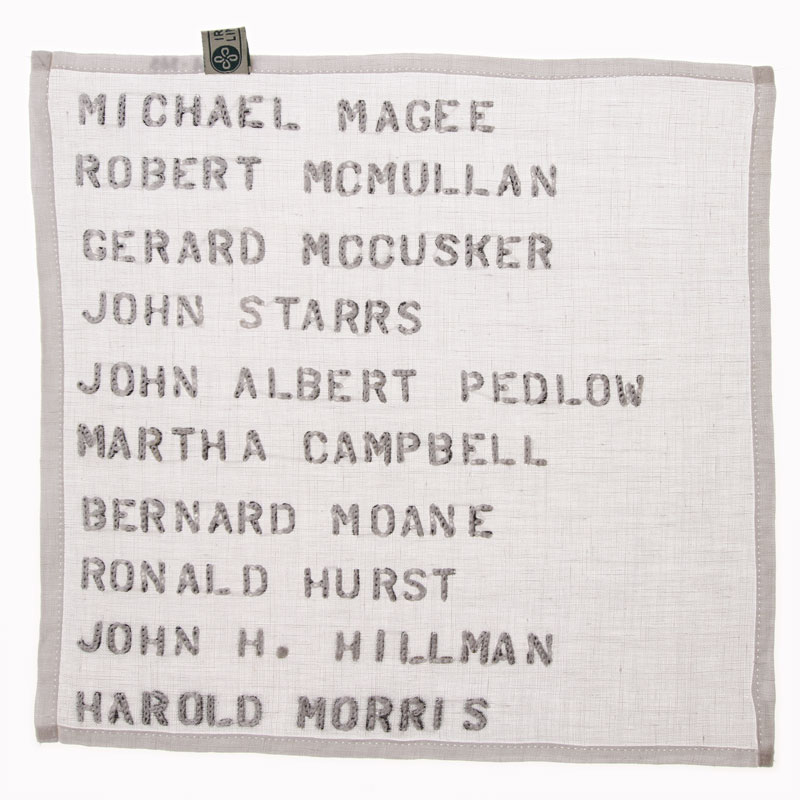 MICHAEL MAGEE
ROBERT MCMULLAN
GERARD MCCUSKER
JOHN STARRS
JOHN ALBERT PEDLOW
MARTHA CAMPBELL
BERNARD MOANE
RONALD HURST
JOHN H. HILLMAN
HAROLD MORRIS